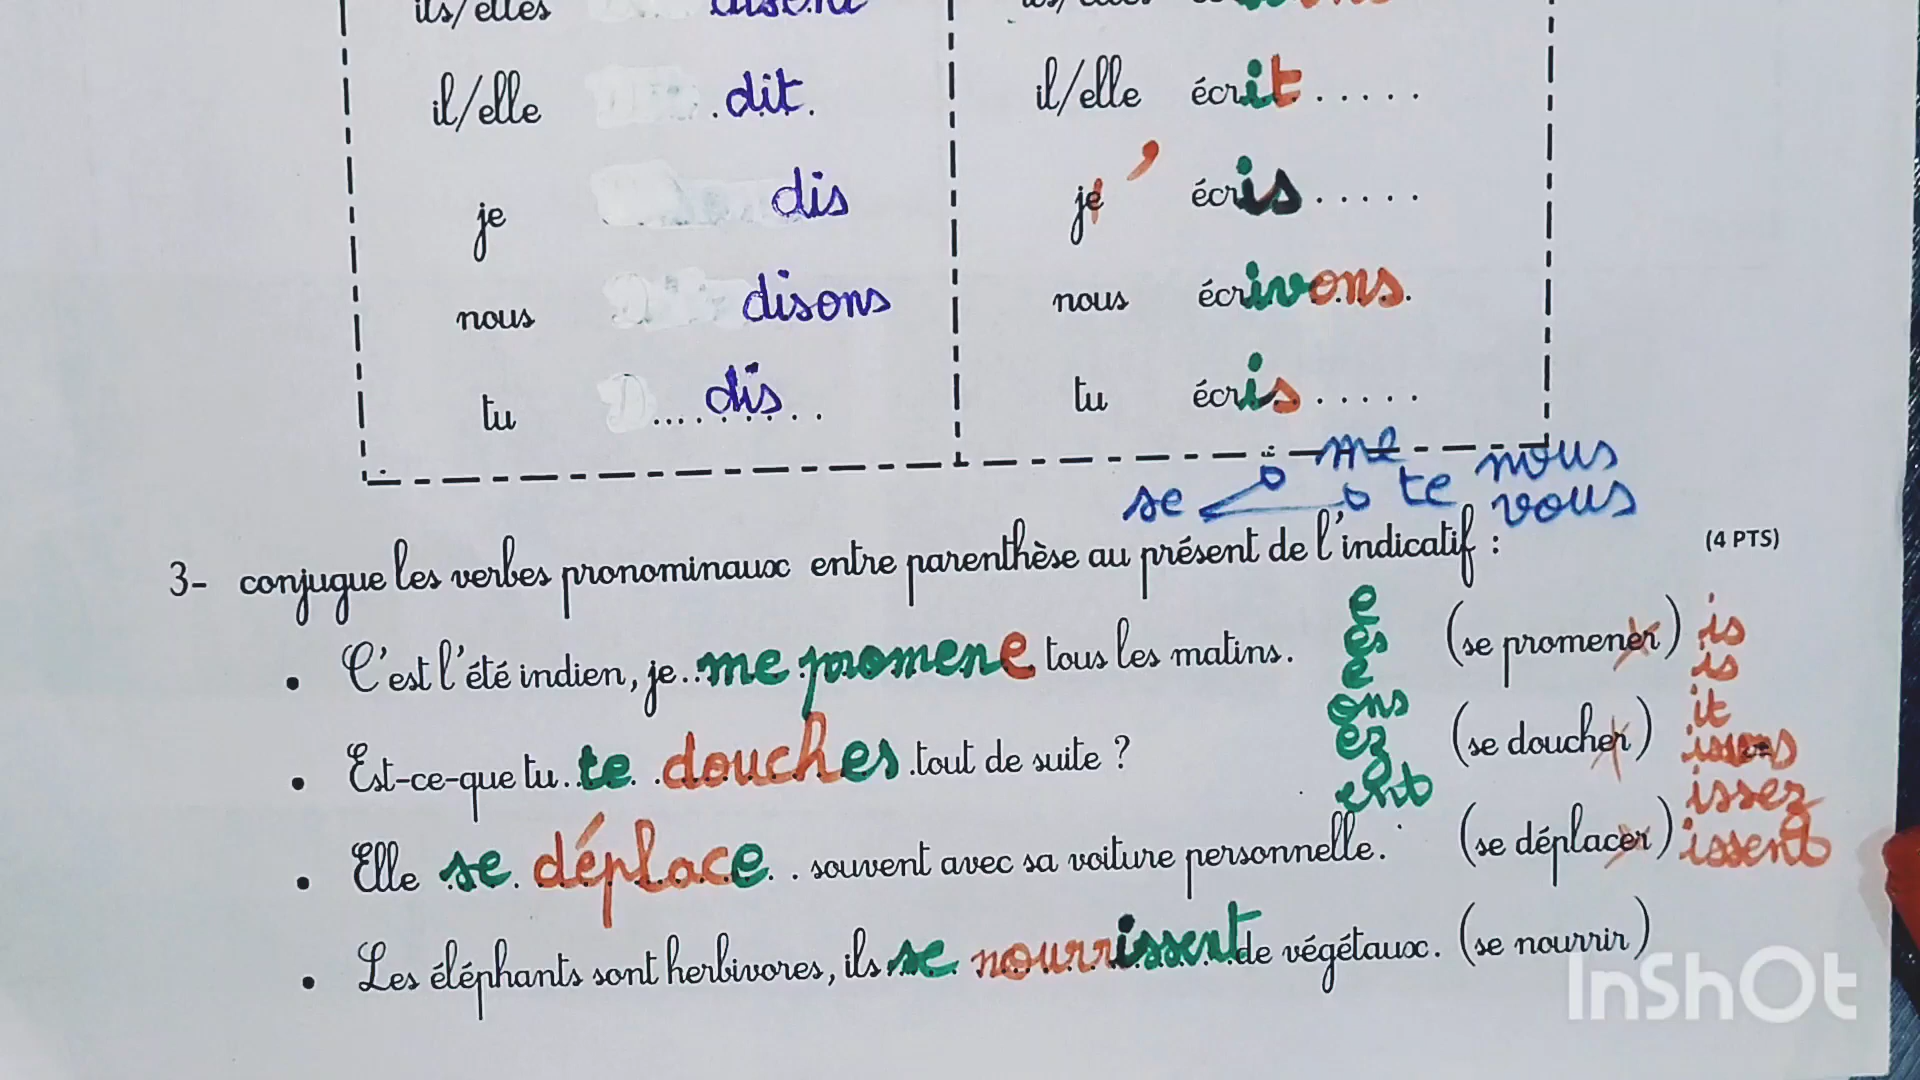 ils/elles disent
il/elle dit il/elle écrit
je dis je ' écris
nous disons nous écrivons
tu dis tu écris
se me te nous vous
3- conjugue les verbes pronominaux entre parenthèse au présent de l'indicatif : (4 PTS)
C'est l'été indien, je me promene tous les matins. (se promener)
Est-ce-que tu te douches tout de suite ? (se doucher)
Elle se déplace souvent avec sa voiture personnelle. (se déplacer)
Les éléphants sont herbivores, ils se nourrissent de végétaux. (se nourrir)
e
es
e
ons
ez
ent
is
is
it
issons
issez
issent
InShOt